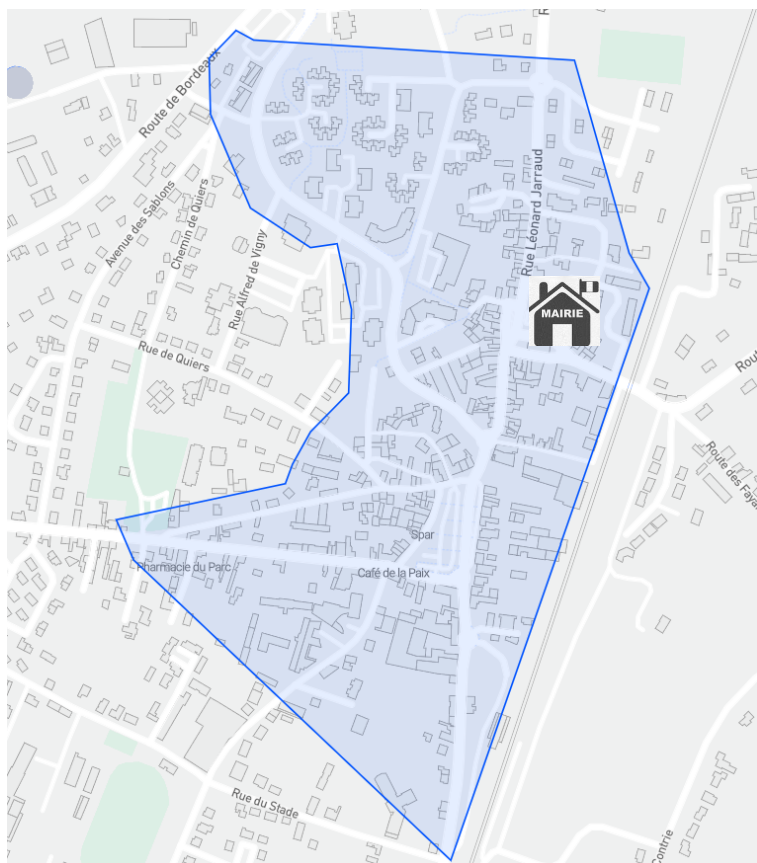 R
Route de Bordeaux
Avenue des Sablons
Chemin de Quiers
Rue Léonard Jarraud
Rue Alfred de Vigny
MAIRIE
Rue de Quiers
Rout
Route des Faya
Spar
Pharmacie du Parc
Café de la Paix
Rue du Stade
contrie